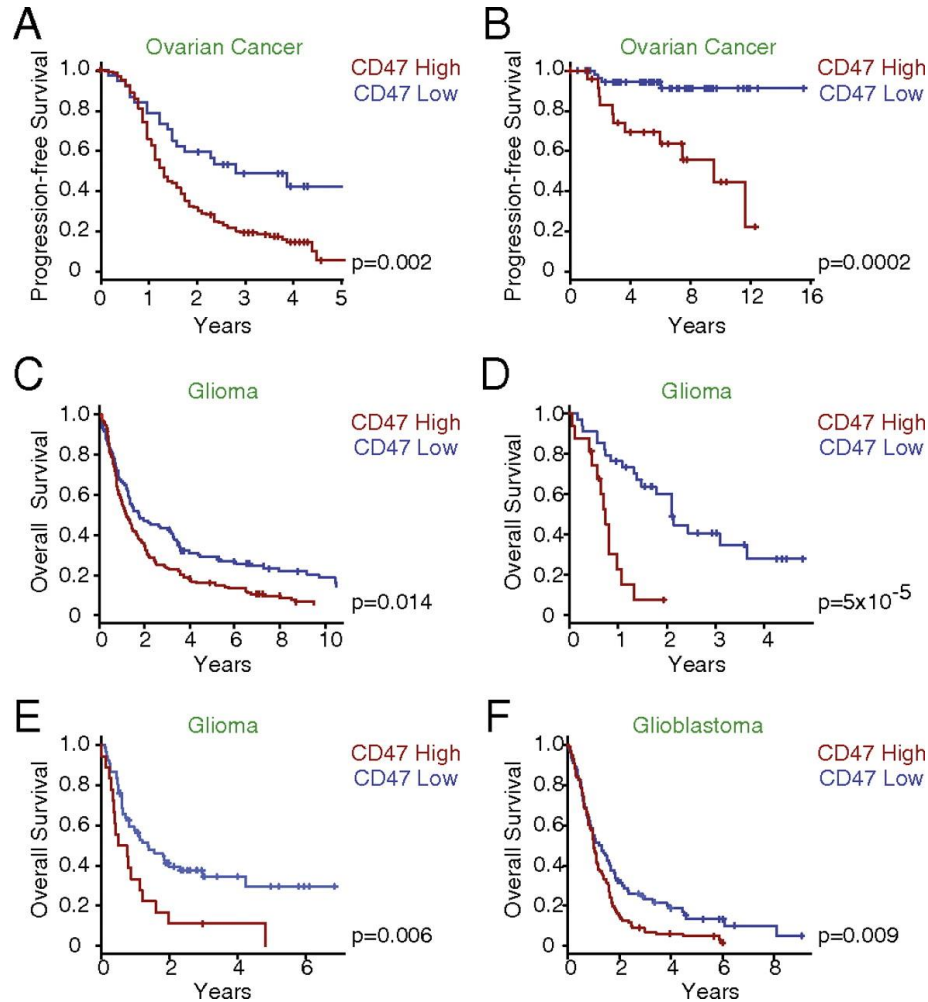 A
Ovarian Cancer
CD47 High
CD47 Low
Progression-free Survival
1.0
0.8
0.6
0.4
0.2
0
0 1 2 3 4 5
Years
p=0.002
B
Ovarian Cancer
CD47 High
CD47 Low
Progression-free Survival
1.0
0.8
0.6
0.4
0.2
0
0 4 8 12 16
Years
p=0.0002
C
Glioma
CD47 High
CD47 Low
Overall Survival
1.0
0.8
0.6
0.4
0.2
0
0 2 4 6 8 10
Years
p=0.014
D
Glioma
CD47 High
CD47 Low
Overall Survival
1.0
0.8
0.6
0.4
0.2
0
0 1 2 3 4
Years
p=5x10⁻⁵
E
Glioma
CD47 High
CD47 Low
Overall Survival
1.0
0.8
0.6
0.4
0.2
0
0 2 4 6
Years
p=0.006
F
Glioblastoma
CD47 High
CD47 Low
Overall Survival
1.0
0.8
0.6
0.4
0.2
0
0 2 4 6 8
Years
p=0.009